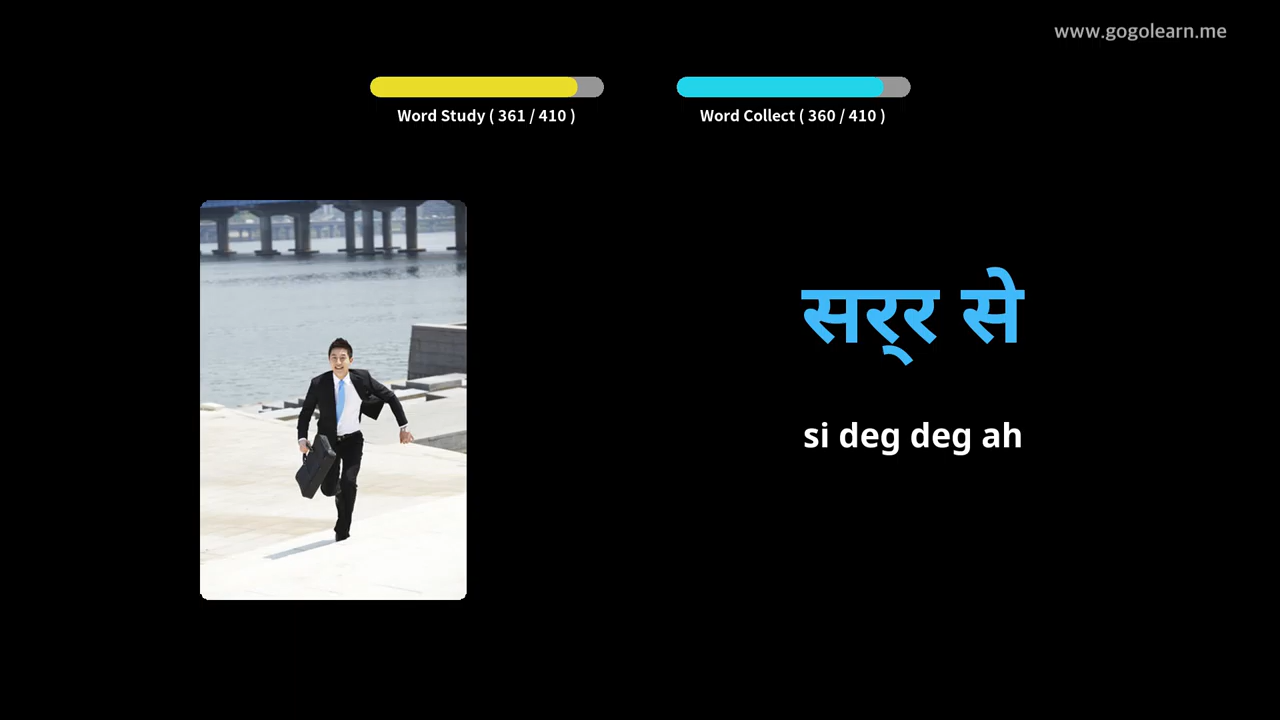 www.gogolearn.me
Word Study ( 361 / 410 )
Word Collect ( 360 / 410 )
सर्‌र से
si deg deg ah